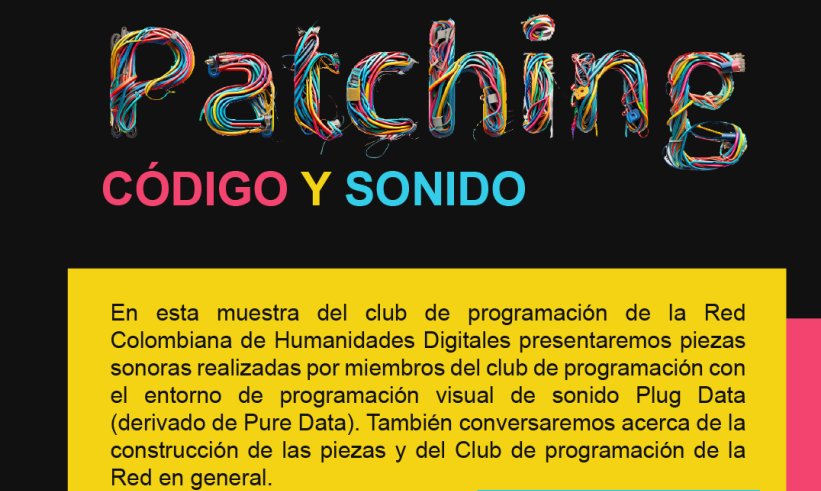 Patching
CÓDIGO Y SONIDO
En esta muestra del club de programación de la Red
Colombiana de Humanidades Digitales presentaremos piezas
sonoras realizadas por miembros del club de programación con
el entorno de programación visual de sonido Plug Data
(derivado de Pure Data). También conversaremos acerca de la
construcción de las piezas y del Club de programación de la
Red en general.